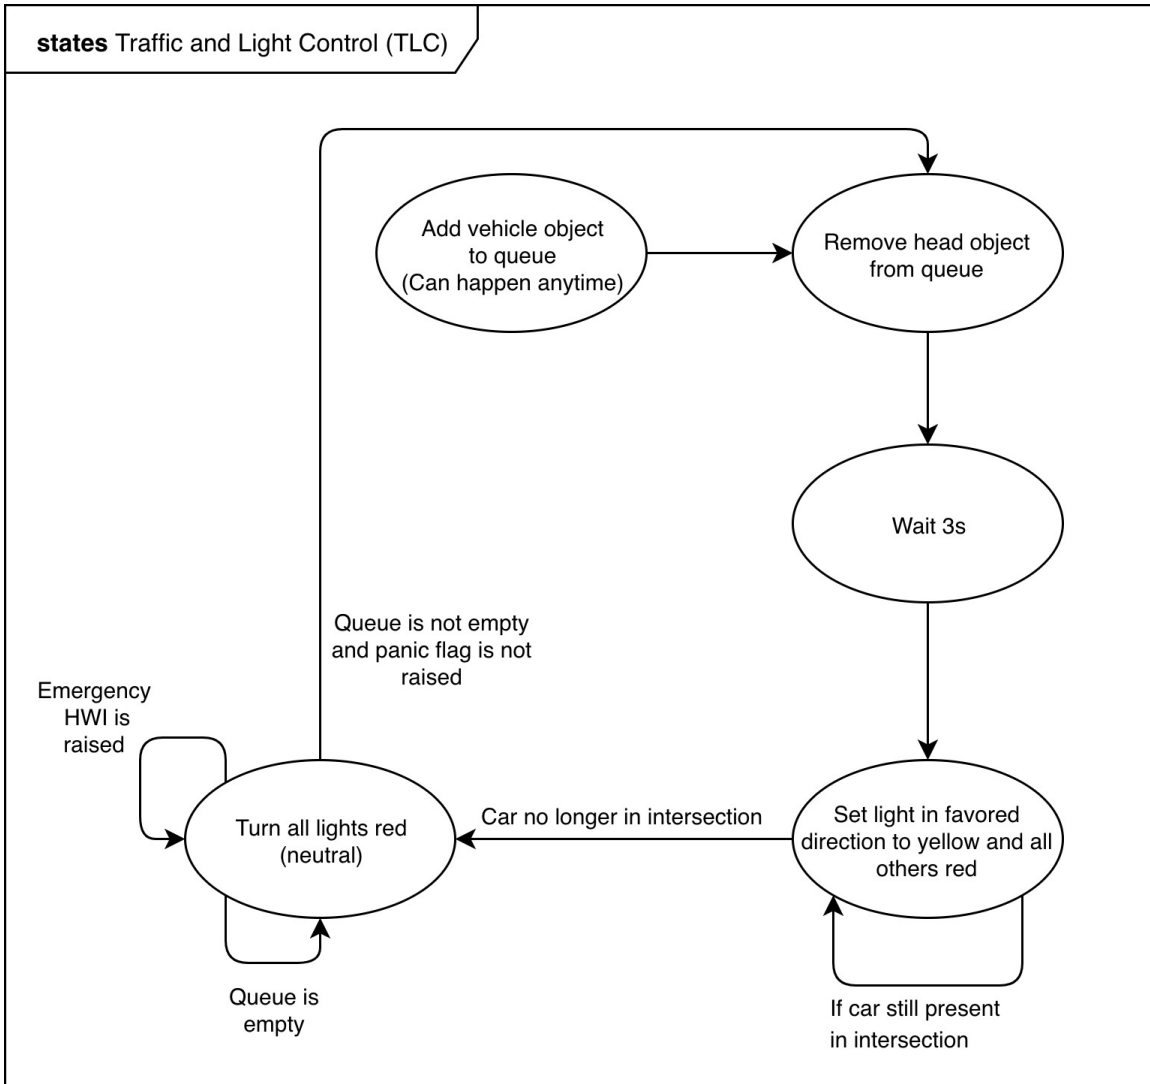 states Traffic and Light Control (TLC)
Add vehicle object
to queue
(Can happen anytime)
Remove head object
from queue
Wait 3s
Queue is not empty
and panic flag is not
raised
Emergency
HWI is
raised
Turn all lights red
(neutral)
Car no longer in intersection
Set light in favored
direction to yellow and all
others red
Queue is
empty
If car still present
in intersection